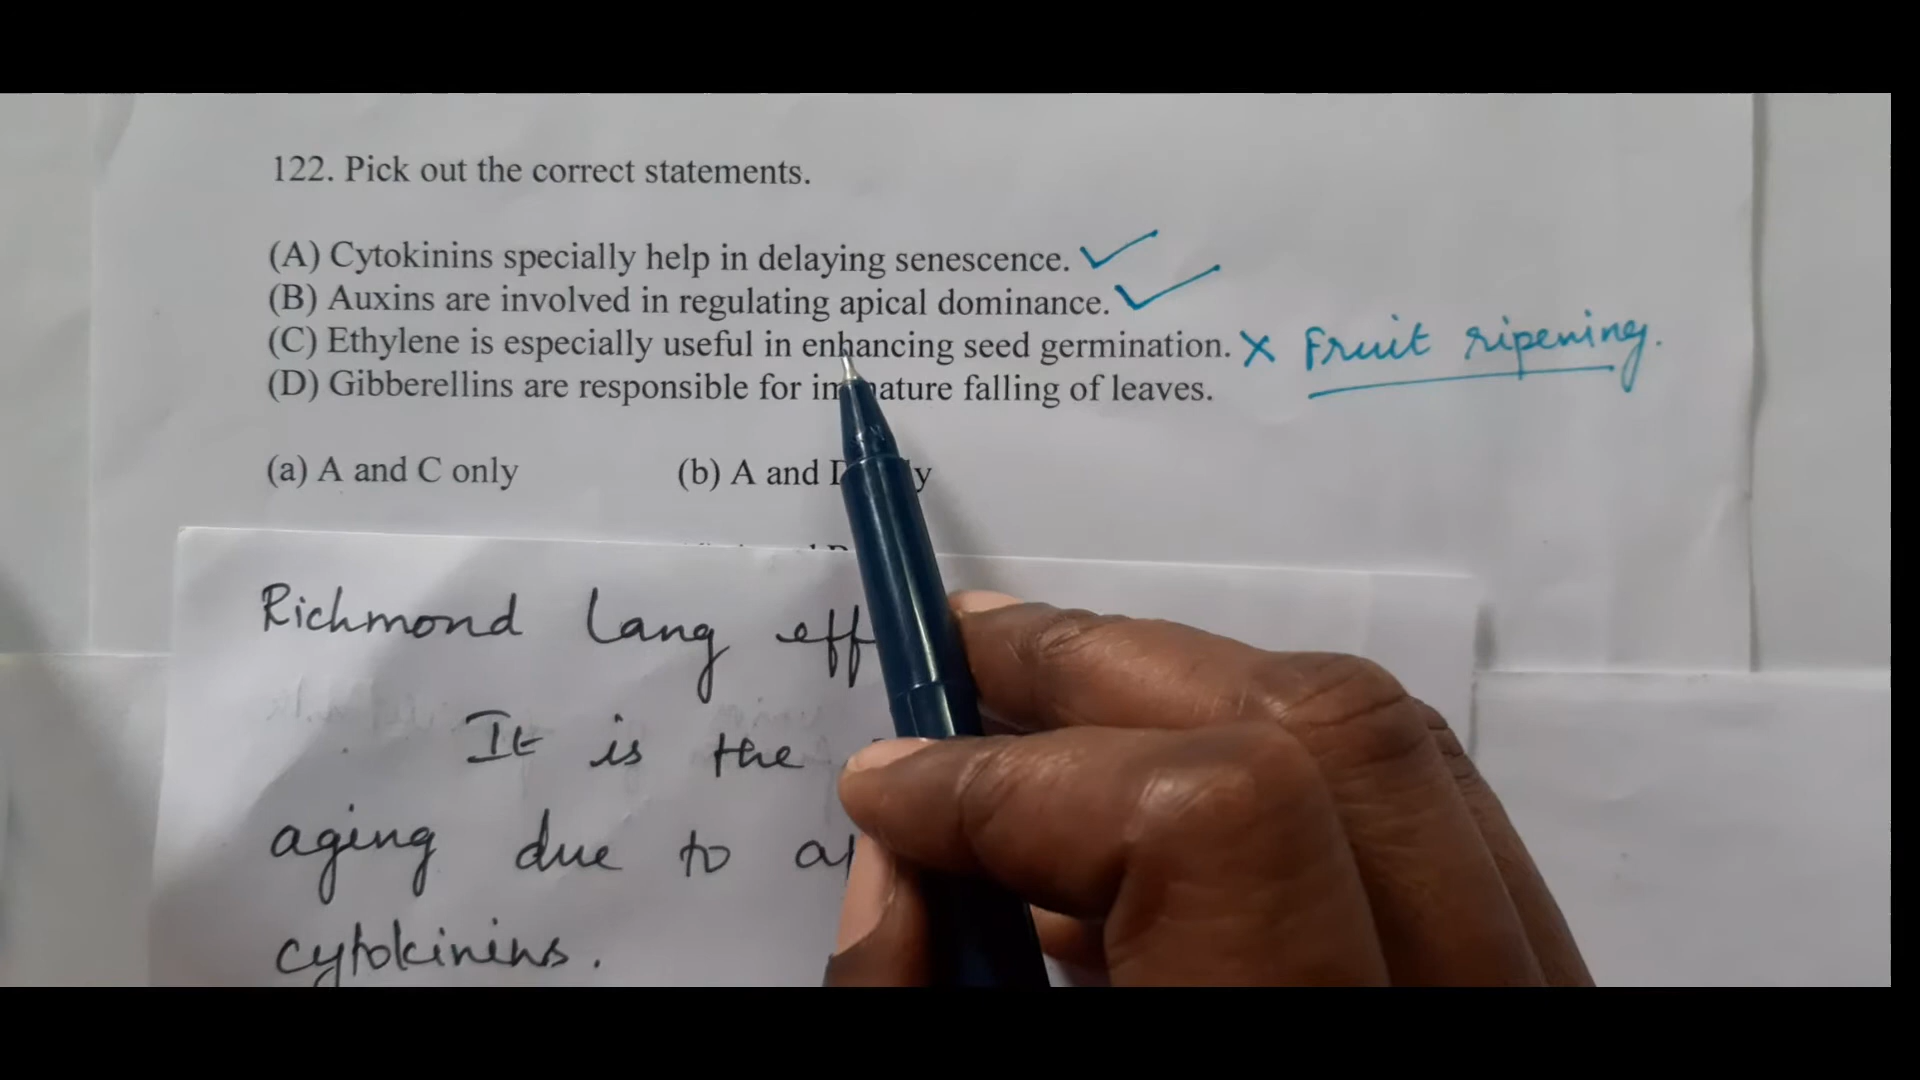 122. Pick out the correct statements.
(A) Cytokinins specially help in delaying senescence.
(B) Auxins are involved in regulating apical dominance.
(C) Ethylene is especially useful in enhancing seed germination. X Fruit ripening.
(D) Gibberellins are responsible for falling of leaves.
(a) A and C only (b) A and
Richmond Lang
It is the
aging due to
cytokinins.